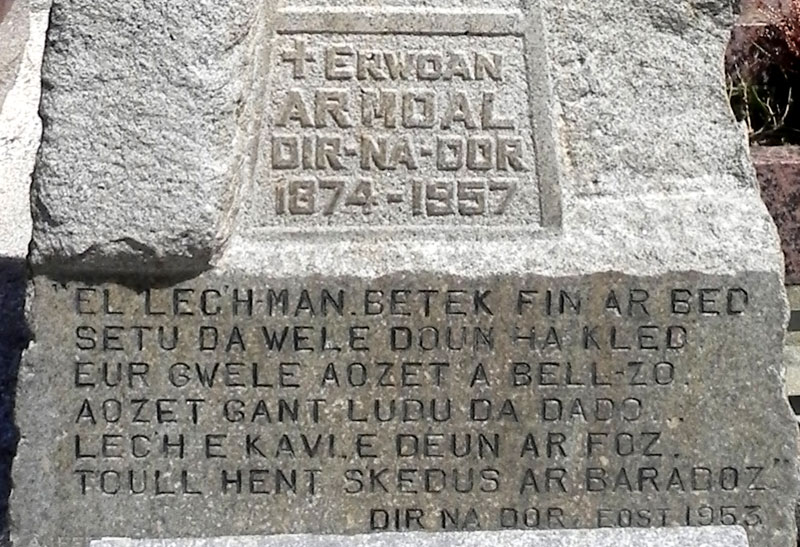 + ERWOAN
AR MOAL
DIR-NA-DOR
1874-1957
"EL LEC'H-MAN. BETEK FIN AR BED
SETU DA WELE DOUN HA KLED.
EUR GWELE AOZET A BELL-ZO.
AOZET GANT LUDU DA DADO...
LEC'H E KAVI. E DEUN AR FOZ.
TOULL HENT SKEDUS AR BARADOZ."
DIR NA DOR. EOST 1953